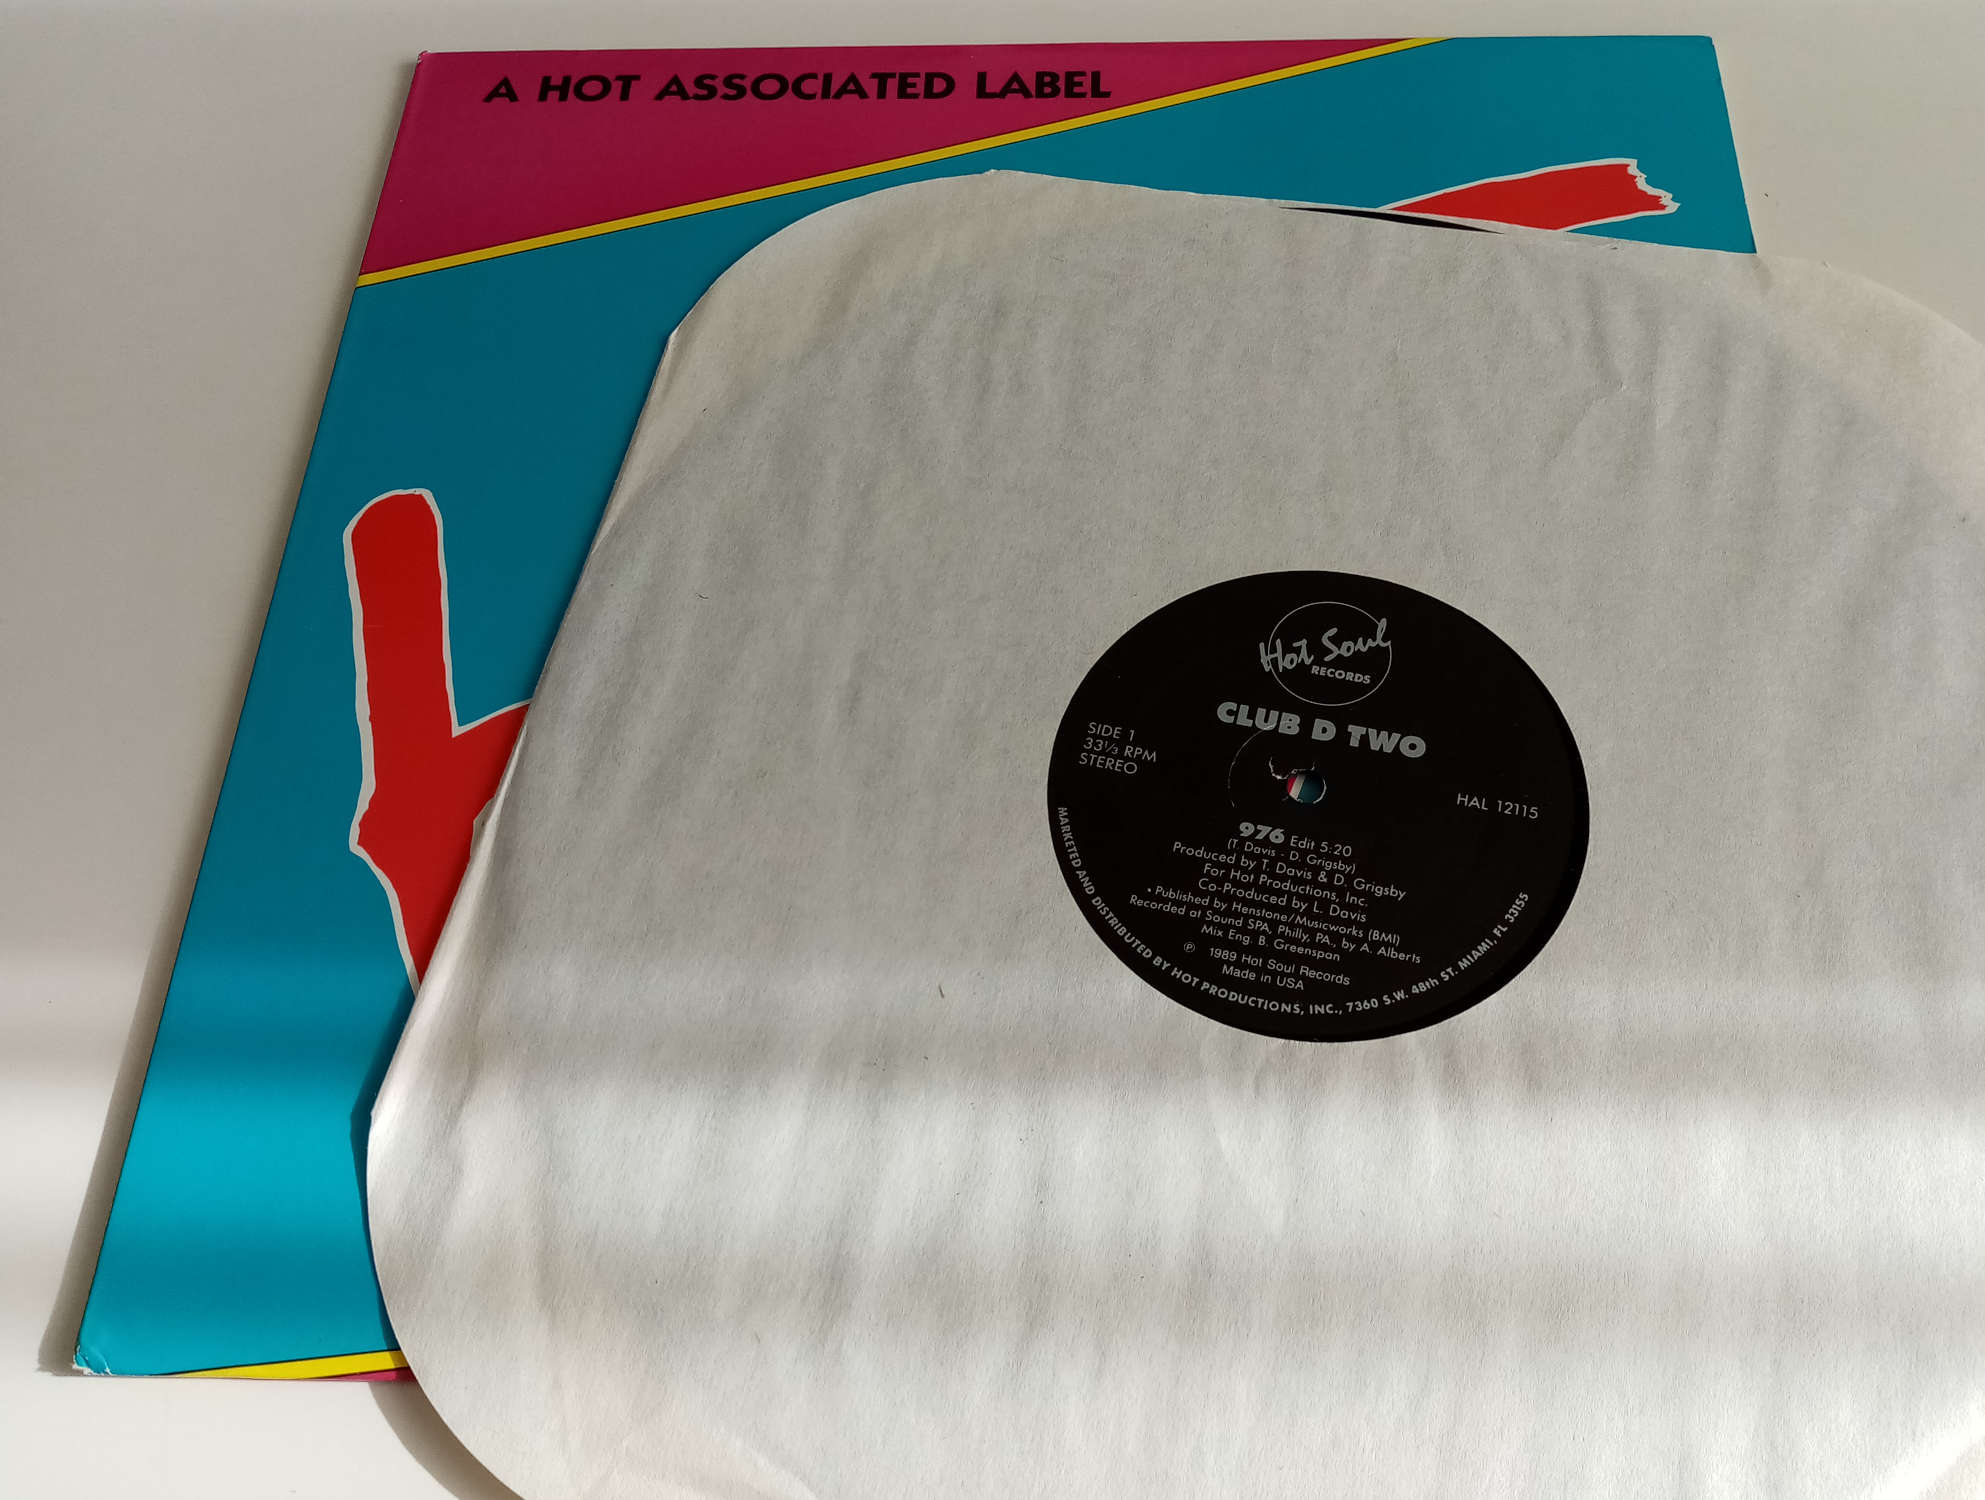 A HOT ASSOCIATED LABEL
Hot Soul
RECORDS
CLUB D TWO
SIDE 1
33⅓ RPM
STEREO
HAL 12115
976 Edit 5:20
(T. Davis - D. Grigsby)
Produced by T. Davis & D. Grigsby
For Hot Productions, Inc.
Co-Produced by L. Davis
• Published by Henstone/Musicworks (BMI)
Recorded at Sound SPA, Philly, PA., by A. Alberts
Mix Eng. B. Greenspan
℗ 1989 Hot Soul Records
Made in USA
MARKETED AND DISTRIBUTED BY HOT PRODUCTIONS, INC., 7360 S.W. 48th ST. MIAMI, FL 33155